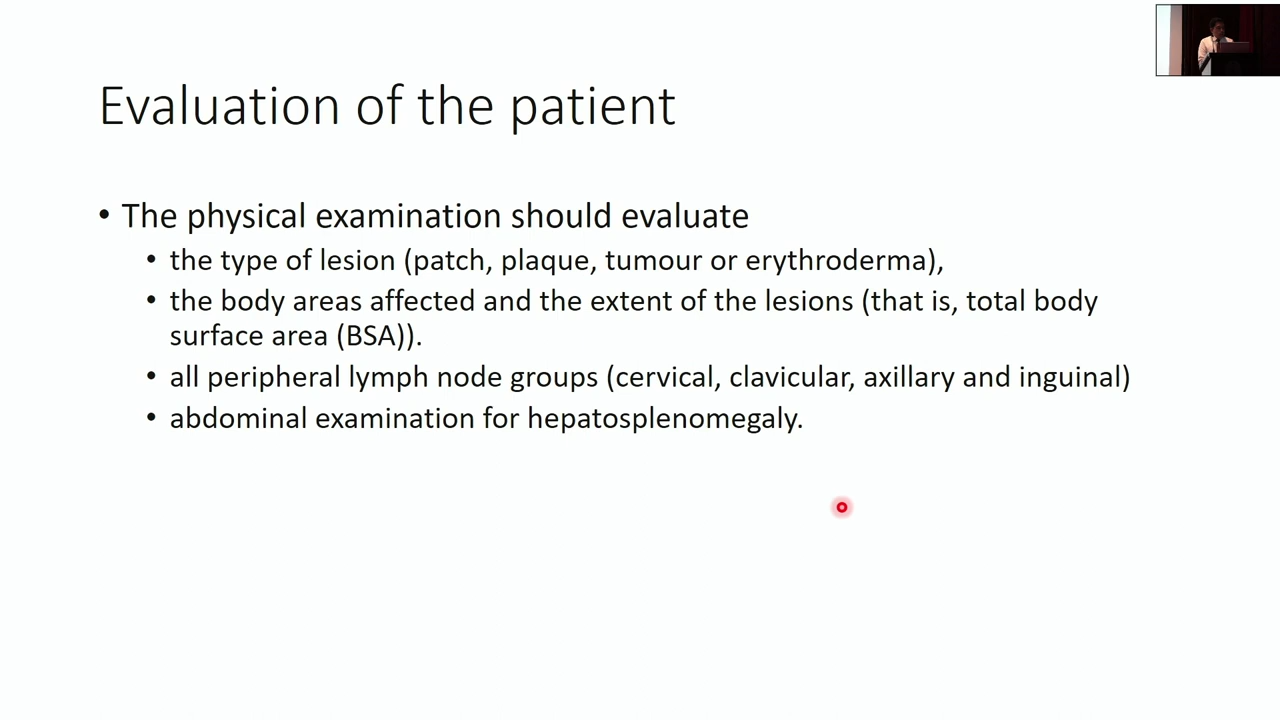 Evaluation of the patient
• The physical examination should evaluate
• the type of lesion (patch, plaque, tumour or erythroderma),
• the body areas affected and the extent of the lesions (that is, total body
surface area (BSA)).
• all peripheral lymph node groups (cervical, clavicular, axillary and inguinal)
• abdominal examination for hepatosplenomegaly.